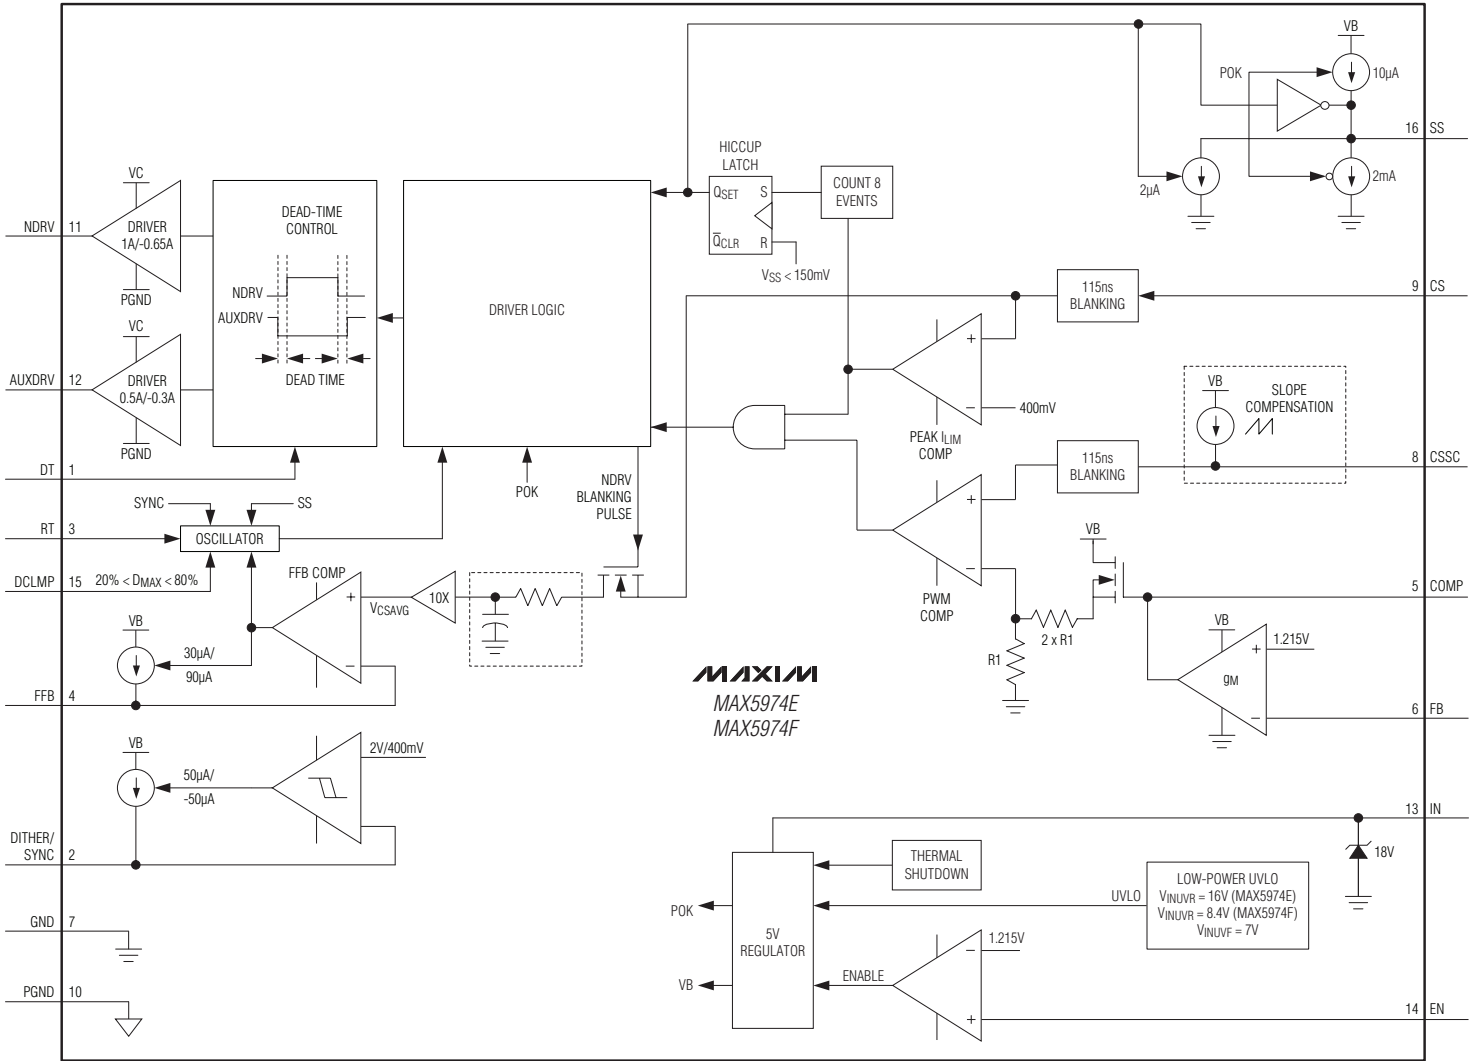 VB
POK
10µA
16 SS
2µA
2mA
HICCUP
LATCH
QSET S
Q̅CLR R
COUNT 8
EVENTS
VSS < 150mV
VC
NDRV 11
DRIVER
1A/-0.65A
PGND
DEAD-TIME
CONTROL
NDRV
AUXDRV
DEAD TIME
DRIVER LOGIC
115ns
BLANKING
9 CS
VC
AUXDRV 12
DRIVER
0.5A/-0.3A
PGND
+
−
400mV
PEAK ILIM
COMP
VB
SLOPE
COMPENSATION
115ns
BLANKING
8 CSSC
DT 1
SYNC
SS
POK
NDRV
BLANKING
PULSE
RT 3
OSCILLATOR
DCLMP 15
20% < DMAX < 80%
FFB COMP
+
−
VCSAVG
10X
+
−
PWM
COMP
VB
5 COMP
2 x R1
R1
VB
30µA/
90µA
FFB 4
VB
1.215V
+
gM
−
6 FB
MAXIM
MAX5974E
MAX5974F
VB
50µA/
-50µA
2V/400mV
DITHER/
SYNC 2
13 IN
18V
THERMAL
SHUTDOWN
LOW-POWER UVLO
VINUVR = 16V (MAX5974E)
VINUVR = 8.4V (MAX5974F)
VINUVF = 7V
UVLO
POK
5V
REGULATOR
VB
ENABLE
1.215V
−
+
14 EN
GND 7
PGND 10